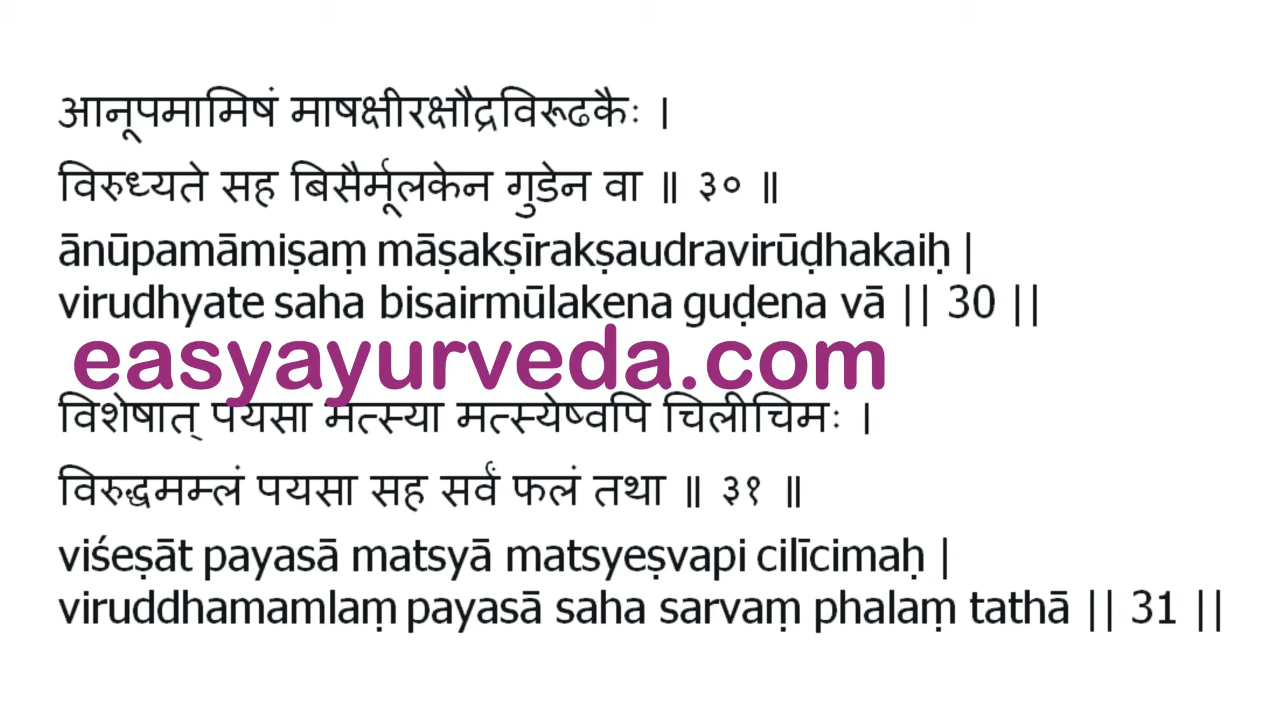 आनूपमामिषं माषक्षीरक्षौद्रविरूढकैः ।
विरुध्यते सह बिसैर्मूलकेन गुडेन वा ॥ ३० ॥
ānūpamāmiṣaṃ māṣakṣīrakṣaudravirūḍhakaiḥ |
virudhyate saha bisairmūlakena guḍena vā || 30 ||
easyayurveda.com
विशेषात् पयसा मत्स्या मत्स्येष्वपि चिलीचिमः ।
विरुद्धमम्लं पयसा सह सर्वं फलं तथा ॥ ३१ ॥
viśeṣāt payasā matsyā matsyeṣvapi cilīcimaḥ |
viruddhamamlaṃ payasā saha sarvaṃ phalaṃ tathā || 31 ||